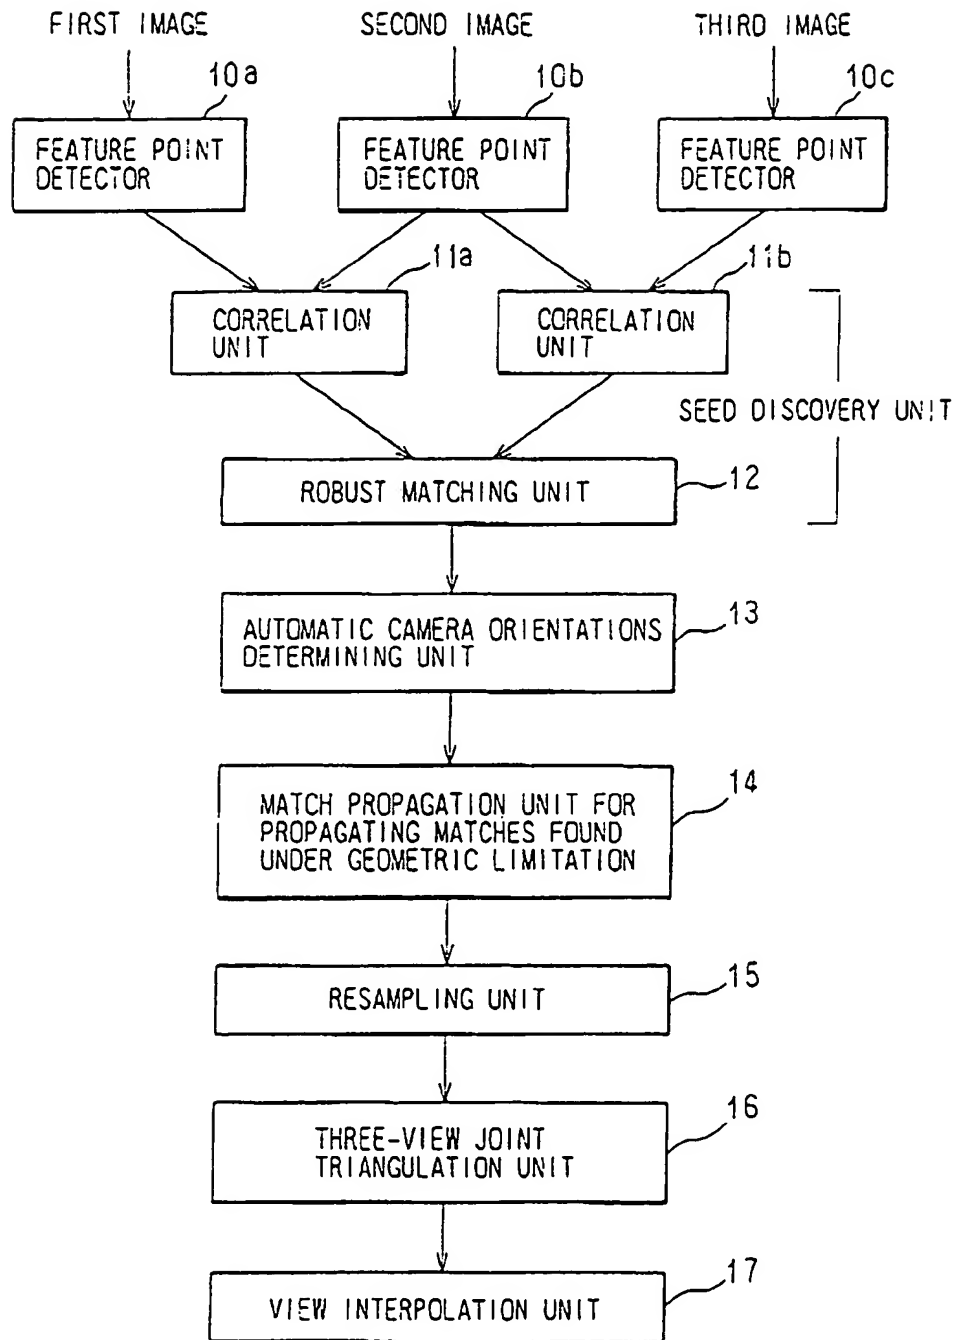 FIRST IMAGE
SECOND IMAGE
THIRD IMAGE
10a
10b
10c
FEATURE POINT
DETECTOR
FEATURE POINT
DETECTOR
FEATURE POINT
DETECTOR
11a
11b
CORRELATION
UNIT
CORRELATION
UNIT
SEED DISCOVERY UNIT
ROBUST MATCHING UNIT
12
AUTOMATIC CAMERA ORIENTATIONS
DETERMINING UNIT
13
MATCH PROPAGATION UNIT FOR
PROPAGATING MATCHES FOUND
UNDER GEOMETRIC LIMITATION
14
RESAMPLING UNIT
15
THREE-VIEW JOINT
TRIANGULATION UNIT
16
VIEW INTERPOLATION UNIT
17